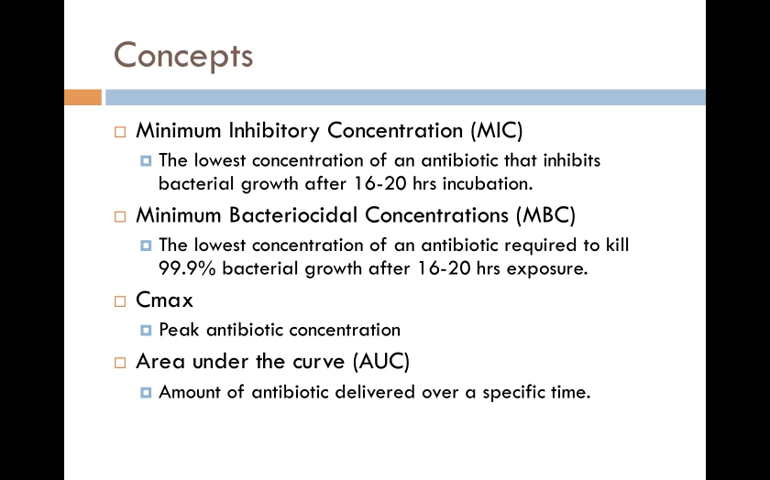 Concepts
Minimum Inhibitory Concentration (MIC)
The lowest concentration of an antibiotic that inhibits
bacterial growth after 16-20 hrs incubation.
Minimum Bacteriocidal Concentrations (MBC)
The lowest concentration of an antibiotic required to kill
99.9% bacterial growth after 16-20 hrs exposure.
Cmax
Peak antibiotic concentration
Area under the curve (AUC)
Amount of antibiotic delivered over a specific time.